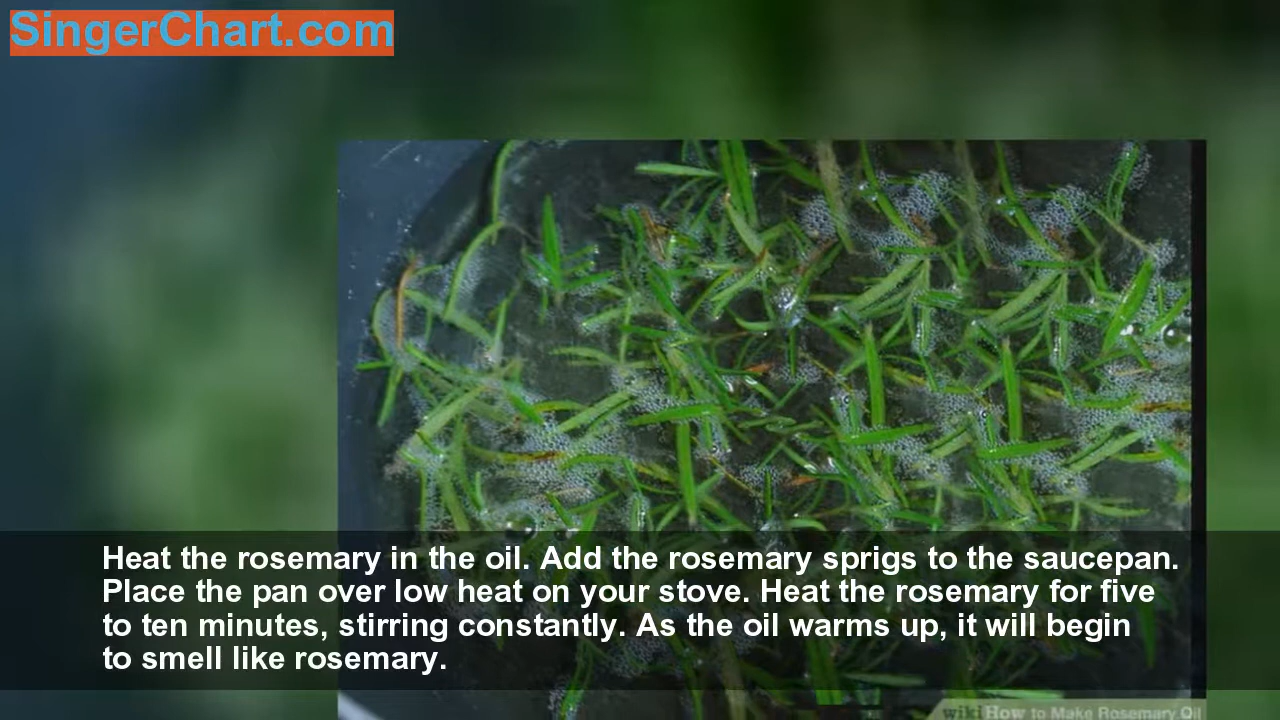 SingerChart.com
Heat the rosemary in the oil. Add the rosemary sprigs to the saucepan.
Place the pan over low heat on your stove. Heat the rosemary for five
to ten minutes, stirring constantly. As the oil warms up, it will begin
to smell like rosemary.
wikiHow to Make Rosemary Oil